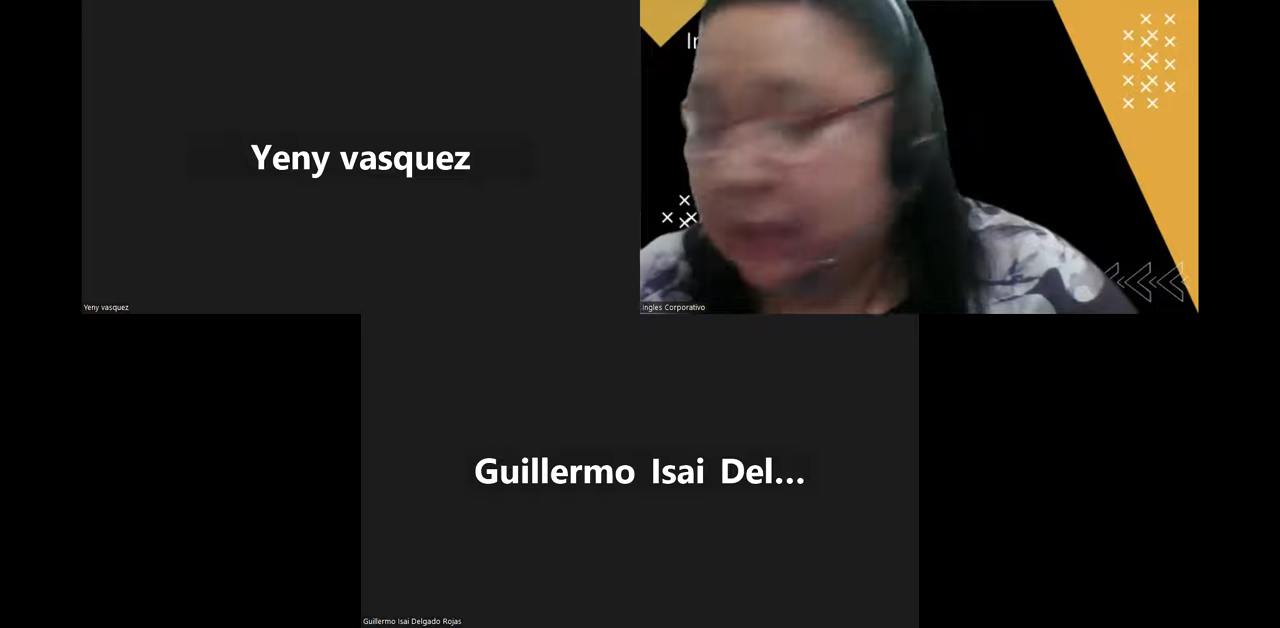 Yeny vasquez
Yeny vasquez
Ingles Corporativo
Guillermo Isai Del...
Guillermo Isai Delgado Rojas